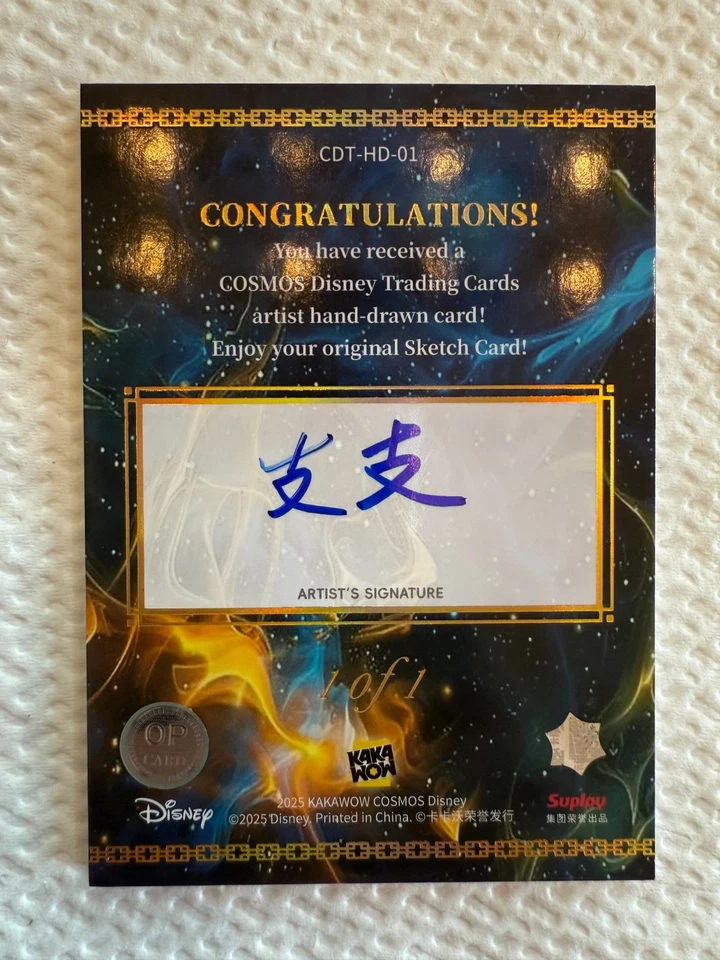 CDT-HD-01
CONGRATULATIONS!
You have received a
COSMOS Disney Trading Cards
artist hand-drawn card!
Enjoy your original Sketch Card!
支支
ARTIST'S SIGNATURE
1 of 1
OP
CARD
KAKA
WOW
Disney
2025 KAKAWOW COSMOS Disney
©2025 Disney, Printed in China. ©卡卡沃荣誉发行
Suplay
集图荣誉出品